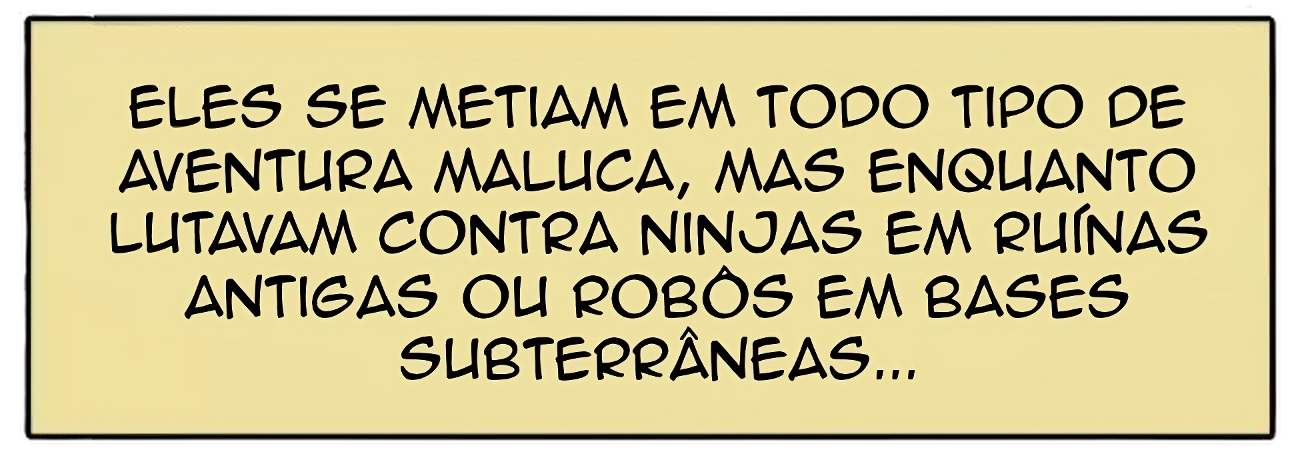 ELES SE METIAM EM TODO TIPO DE
AVENTURA MALUCA, MAS ENQUANTO
LUTAVAM CONTRA NINJAS EM RUÍNAS
ANTIGAS OU ROBÔS EM BASES
SUBTERRÂNEAS...